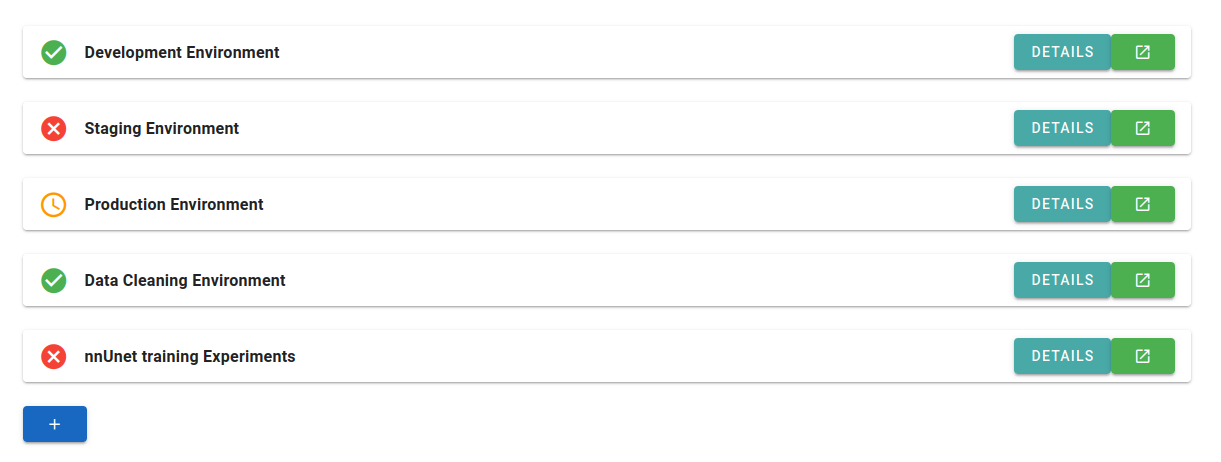 Development Environment DETAILS
Staging Environment DETAILS
Production Environment DETAILS
Data Cleaning Environment DETAILS
nnUnet training Experiments DETAILS
+